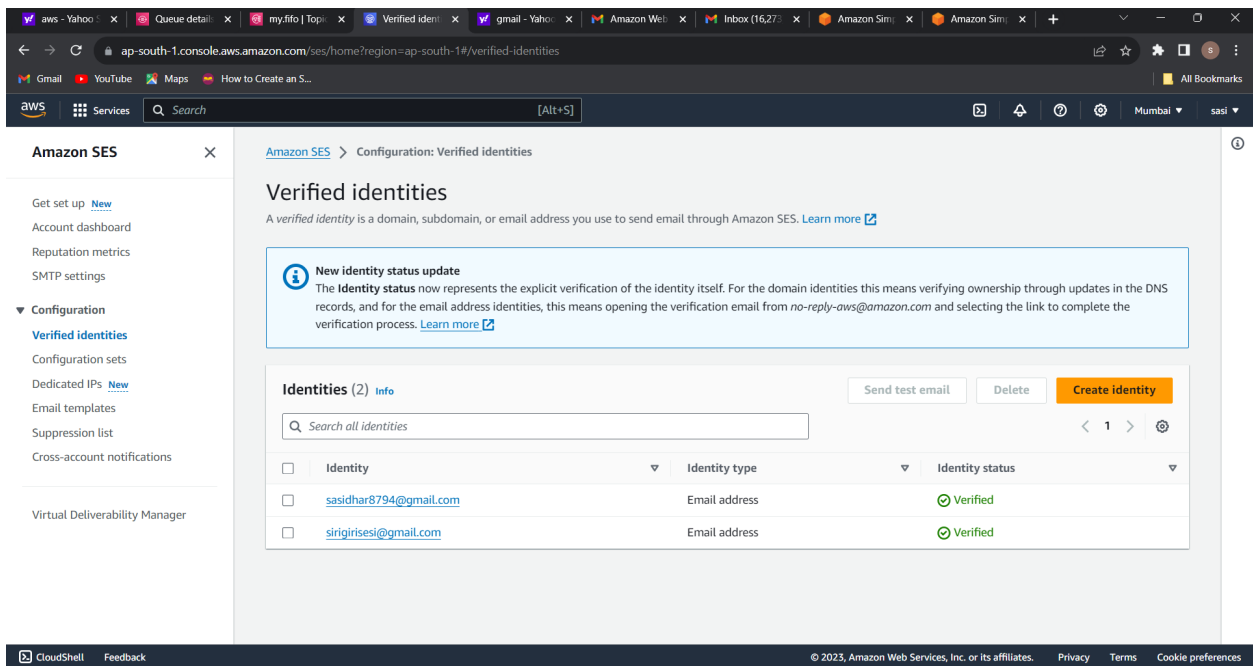 aws - Yahoo S
Queue details
my.fifo | Topic
Verified identi
gmail - Yahoo
Amazon Web
Inbox (16,273
Amazon Simp
Amazon Simp
ap-south-1.console.aws.amazon.com/ses/home?region=ap-south-1#/verified-identities
S
Gmail YouTube Maps How to Create an S... All Bookmarks
aws Services Search [Alt+S] Mumbai sasi
Amazon SES
Get set up New
Account dashboard
Reputation metrics
SMTP settings
Configuration
Verified identities
Configuration sets
Dedicated IPs New
Email templates
Suppression list
Cross-account notifications
Virtual Deliverability Manager
Amazon SES > Configuration: Verified identities
Verified identities
A verified identity is a domain, subdomain, or email address you use to send email through Amazon SES. Learn more
New identity status update
The Identity status now represents the explicit verification of the identity itself. For the domain identities this means verifying ownership through updates in the DNS
records, and for the email address identities, this means opening the verification email from no-reply-aws@amazon.com and selecting the link to complete the
verification process. Learn more
Identities (2) Info Send test email Delete Create identity
Search all identities 1
Identity Identity type Identity status
sasidhar8794@gmail.com Email address Verified
sirigirisesi@gmail.com Email address Verified
CloudShell Feedback © 2023, Amazon Web Services, Inc. or its affiliates. Privacy Terms Cookie preferences